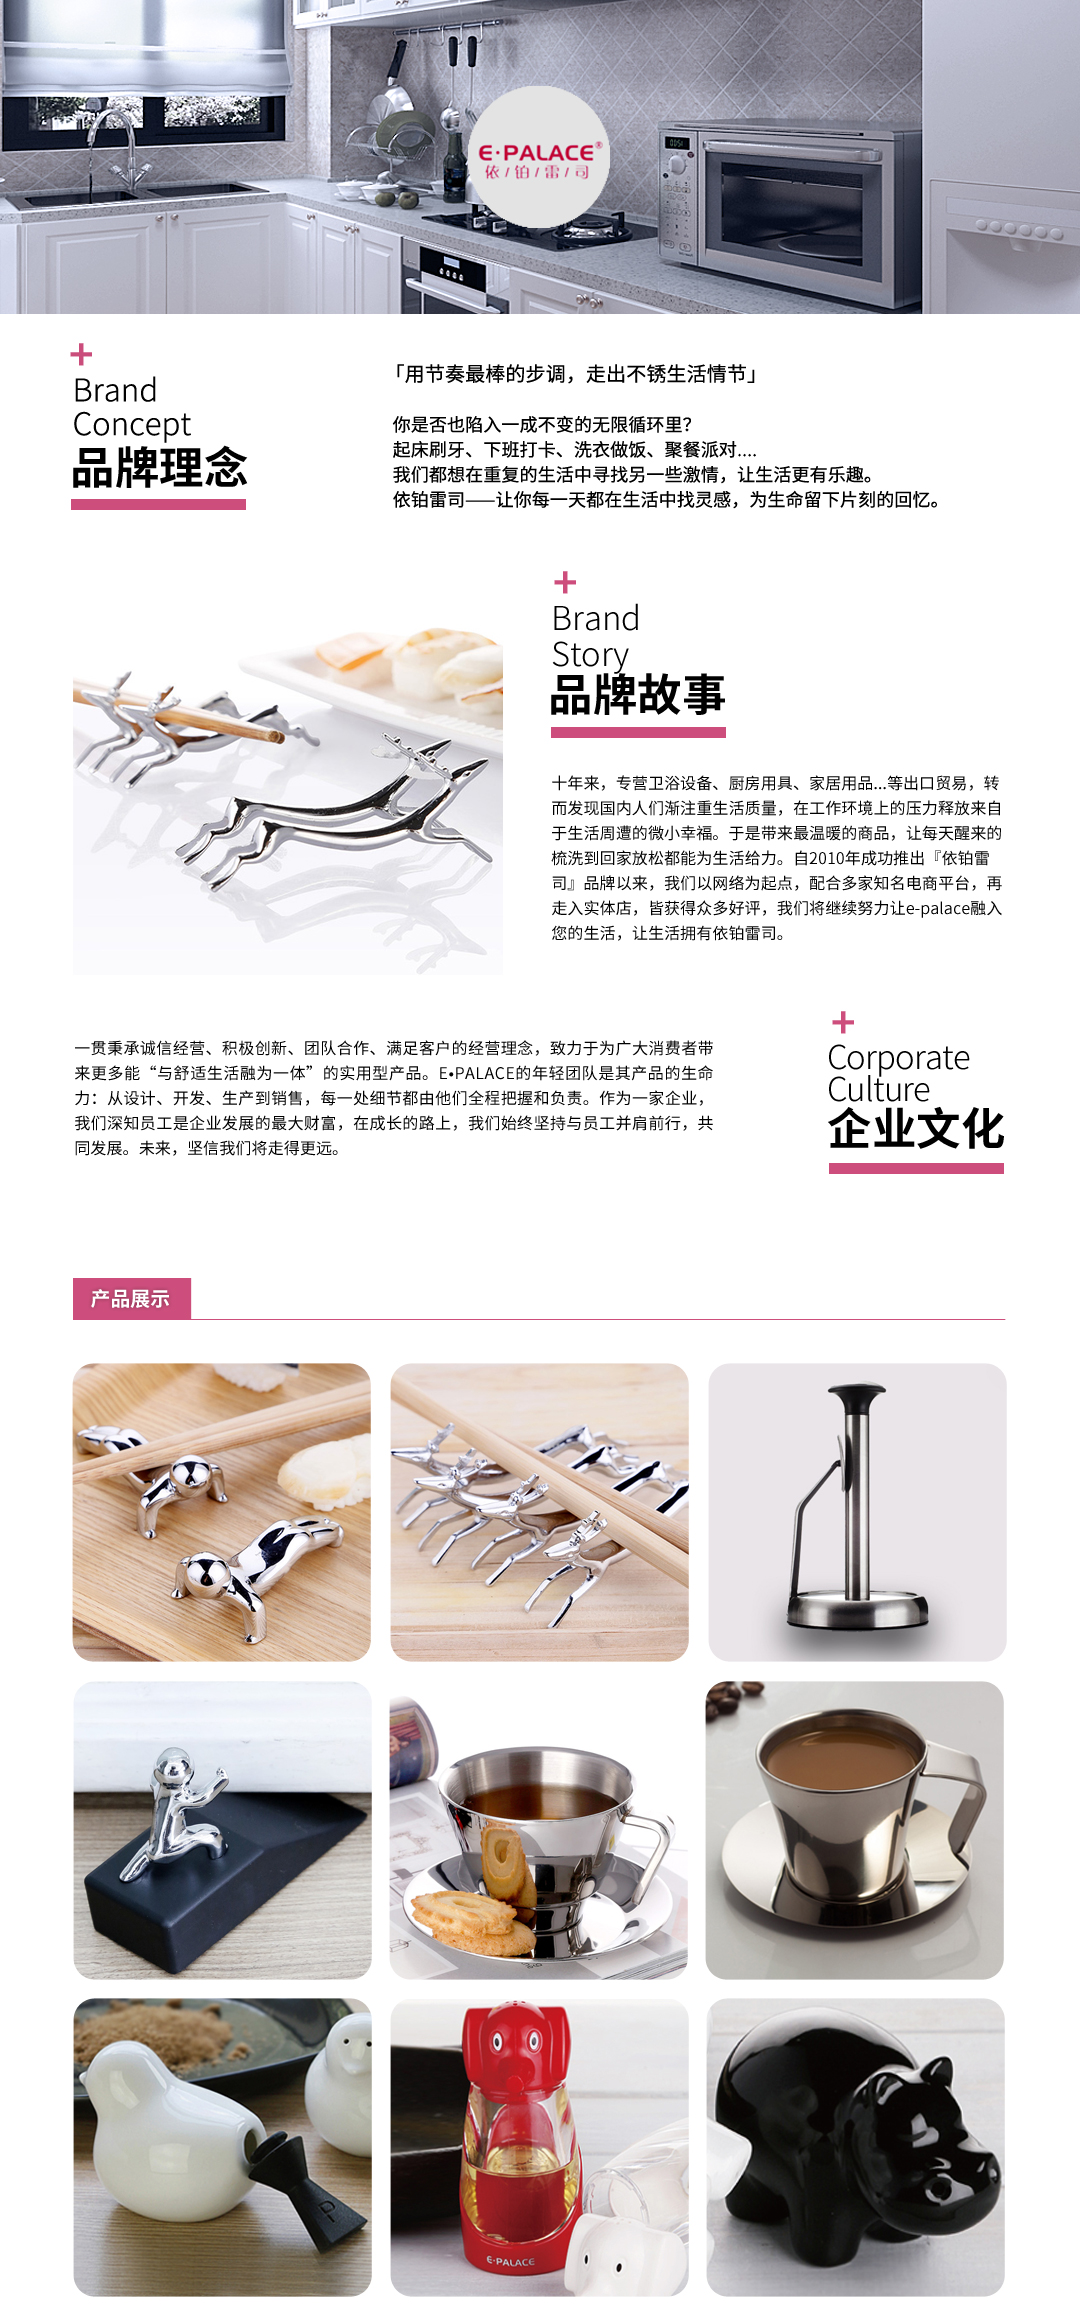 E·PALACE®
依/铂/雷/司
Brand
Concept
品牌理念
「用节奏最棒的步调，走出不锈生活情节」
你是否也陷入一成不变的无限循环里?
起床刷牙、下班打卡、洗衣做饭、聚餐派对....
我们都想在重复的生活中寻找另一些激情，让生活更有乐趣。
依铂雷司——让你每一天都在生活中找灵感，为生命留下片刻的回忆。
Brand
Story
品牌故事
十年来，专营卫浴设备、厨房用具、家居用品...等出口贸易，转
而发现国内人们渐注重生活质量，在工作环境上的压力释放来自
于生活周遭的微小幸福。于是带来最温暖的商品，让每天醒来的
梳洗到回家放松都能为生活给力。自2010年成功推出『依铂雷
司』品牌以来，我们以网络为起点，配合多家知名电商平台，再
走入实体店，皆获得众多好评，我们将继续努力让e-palace融入
您的生活，让生活拥有依铂雷司。
Corporate
Culture
企业文化
一贯秉承诚信经营、积极创新、团队合作、满足客户的经营理念，致力于为广大消费者带
来更多能“与舒适生活融为一体”的实用型产品。E•PALACE的年轻团队是其产品的生命
力：从设计、开发、生产到销售，每一处细节都由他们全程把握和负责。作为一家企业，
我们深知员工是企业发展的最大财富，在成长的路上，我们始终坚持与员工并肩前行，共
同发展。未来，坚信我们将走得更远。
产品展示
P
E·PALACE